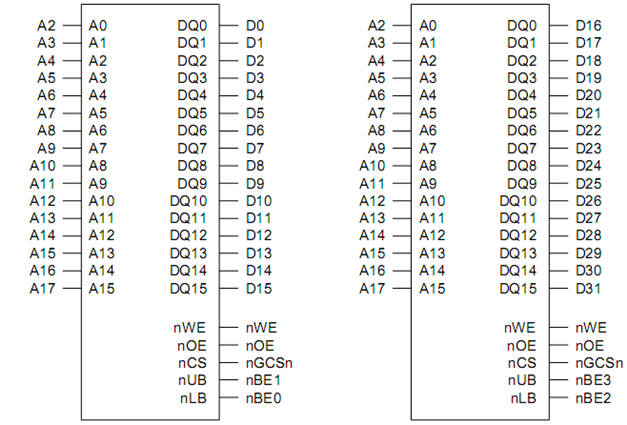 A2 A0 DQ0 D0 A2 A0 DQ0 D16
A3 A1 DQ1 D1 A3 A1 DQ1 D17
A4 A2 DQ2 D2 A4 A2 DQ2 D18
A5 A3 DQ3 D3 A5 A3 DQ3 D19
A6 A4 DQ4 D4 A6 A4 DQ4 D20
A7 A5 DQ5 D5 A7 A5 DQ5 D21
A8 A6 DQ6 D6 A8 A6 DQ6 D22
A9 A7 DQ7 D7 A9 A7 DQ7 D23
A10 A8 DQ8 D8 A10 A8 DQ8 D24
A11 A9 DQ9 D9 A11 A9 DQ9 D25
A12 A10 DQ10 D10 A12 A10 DQ10 D26
A13 A11 DQ11 D11 A13 A11 DQ11 D27
A14 A12 DQ12 D12 A14 A12 DQ12 D28
A15 A13 DQ13 D13 A15 A13 DQ13 D29
A16 A14 DQ14 D14 A16 A14 DQ14 D30
A17 A15 DQ15 D15 A17 A15 DQ15 D31
nWE nWE nWE nWE
nOE nOE nOE nOE
nCS nGCSn nCS nGCSn
nUB nBE1 nUB nBE3
nLB nBE0 nLB nBE2